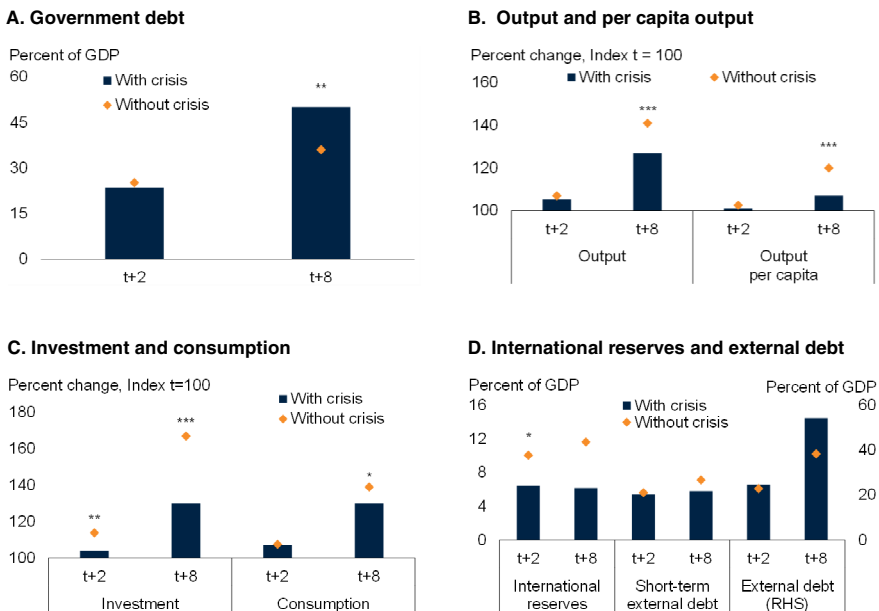 A. Government debt
Percent of GDP
60
With crisis
**
Without crisis
45
30
15
0
t+2
t+8
B. Output and per capita output
Percent change, Index t = 100
160
With crisis
Without crisis
140
***
***
120
100
t+2
t+8
t+2
t+8
Output
Output
per capita
C. Investment and consumption
Percent change, Index t=100
With crisis
180
Without crisis
***
160
140
*
**
120
100
t+2
t+8
t+2
t+8
Investment
Consumption
D. International reserves and external debt
Percent of GDP
Percent of GDP
16
With crisis
60
Without crisis
*
12
40
8
20
4
0
0
t+2
t+8
t+2
t+8
t+2
t+8
International
reserves
Short-term
external debt
External debt
(RHS)